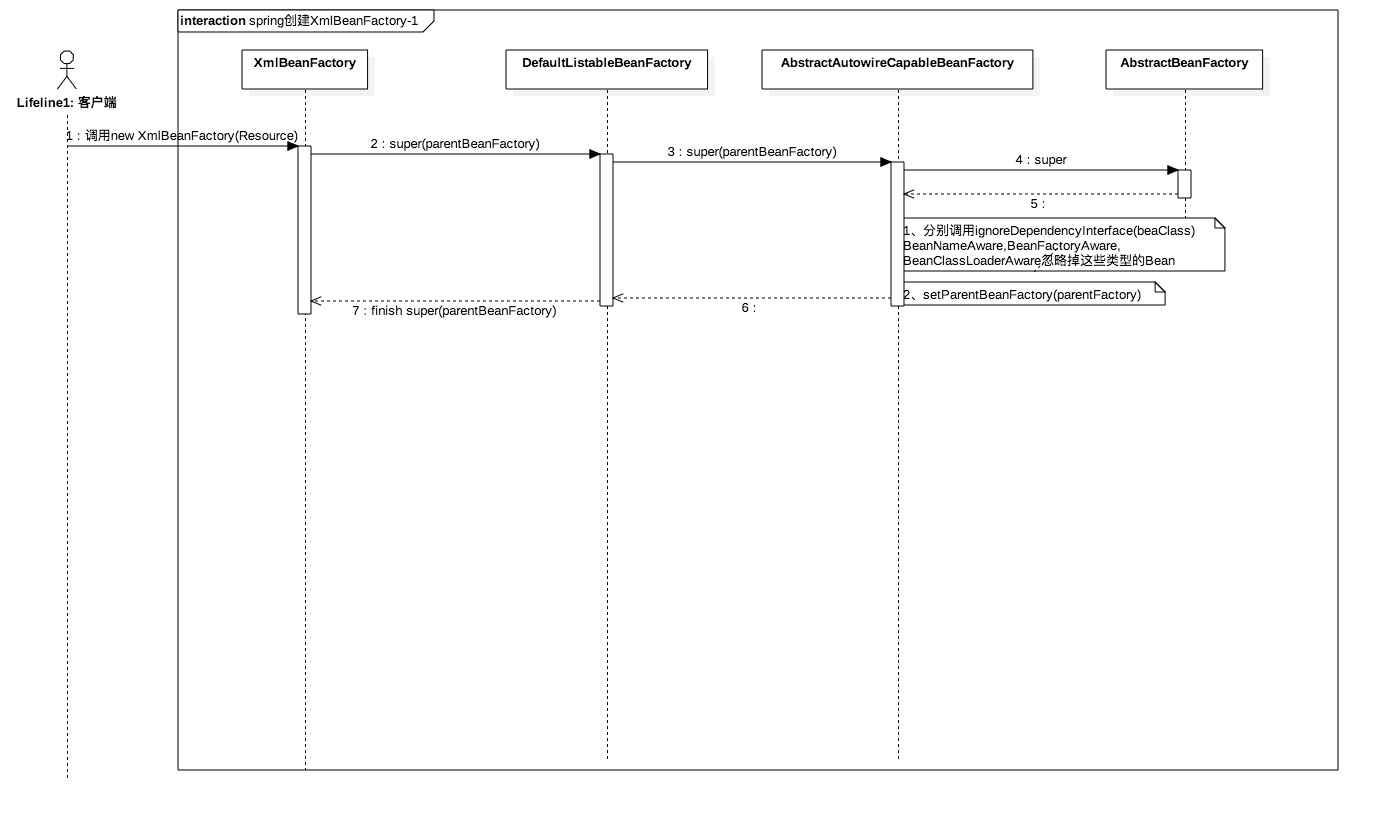 interaction spring创建XmlBeanFactory-1
XmlBeanFactory
DefaultListableBeanFactory
AbstractAutowireCapableBeanFactory
AbstractBeanFactory
Lifeline1: 客户端
1 : 调用new XmlBeanFactory(Resource)
2 : super(parentBeanFactory)
3 : super(parentBeanFactory)
4 : super
5 :
1、分别调用ignoreDependencyInterface(beaClass)
BeanNameAware,BeanFactoryAware,
BeanClassLoaderAware忽略掉这些类型的Bean
2、setParentBeanFactory(parentFactory)
6 :
7 : finish super(parentBeanFactory)